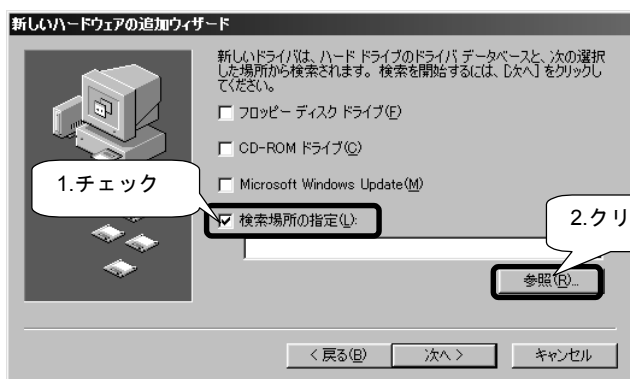 新しいハードウェアの追加ウィザード
新しいドライバは、ハード ドライブのドライバ データベースと、次の選択
した場所から検索されます。検索を開始するには、[次へ] をクリックし
てください。
フロッピー ディスク ドライブ(F)
CD-ROM ドライブ(C)
1.チェック
Microsoft Windows Update(M)
検索場所の指定(L):
2.クリ
参照(R)...
< 戻る(B)
次へ >
キャンセル